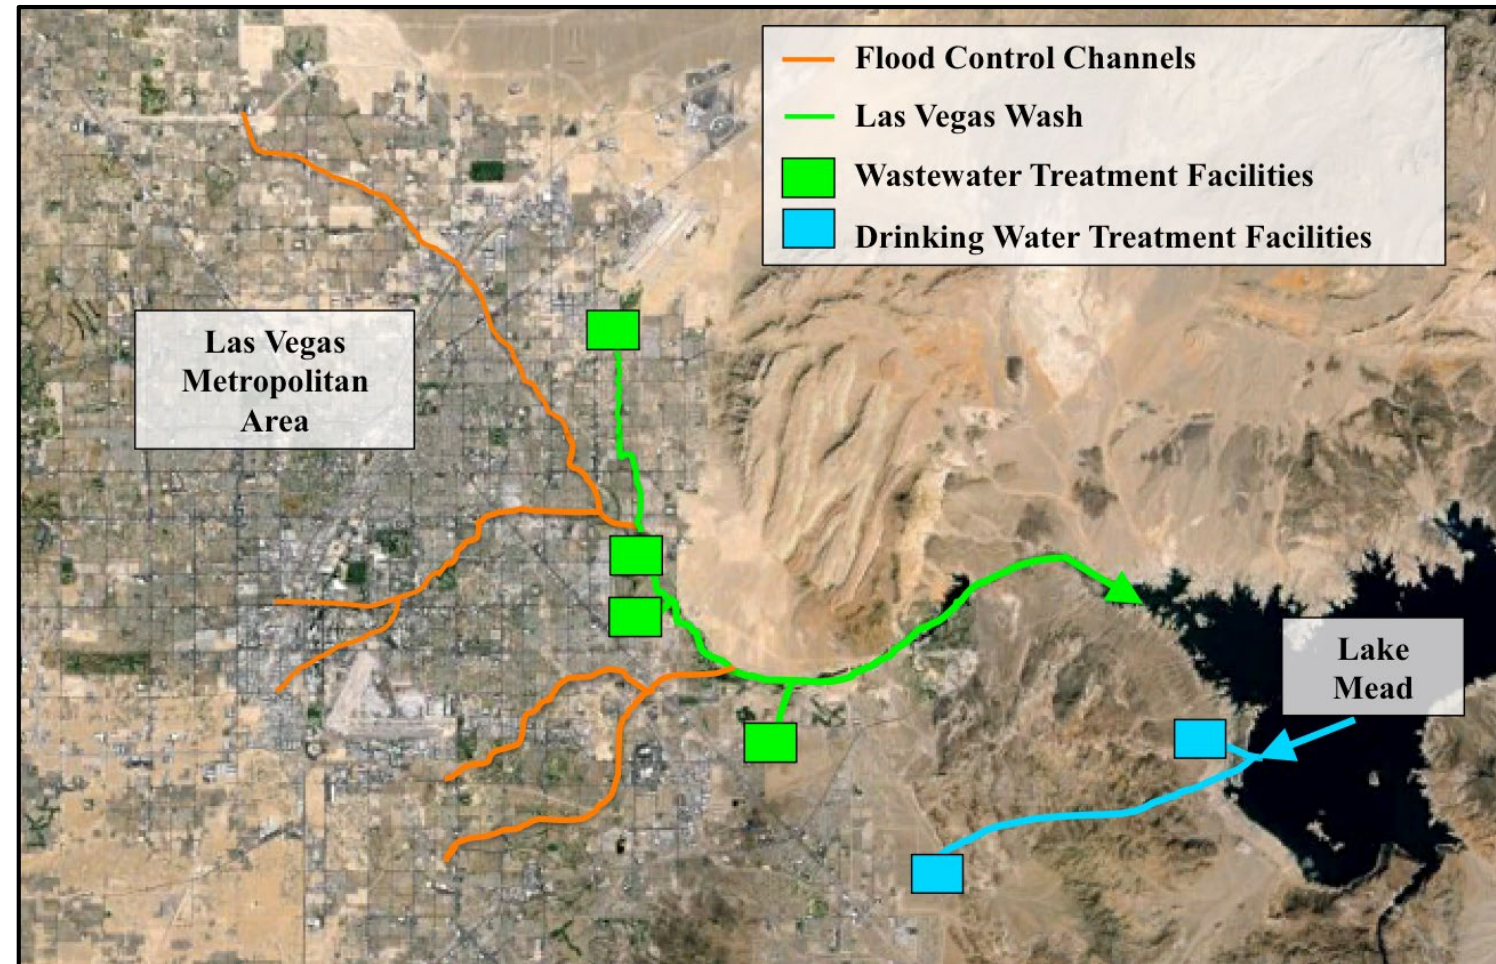 Flood Control Channels
Las Vegas Wash
Wastewater Treatment Facilities
Drinking Water Treatment Facilities
Las Vegas
Metropolitan
Area
Lake
Mead